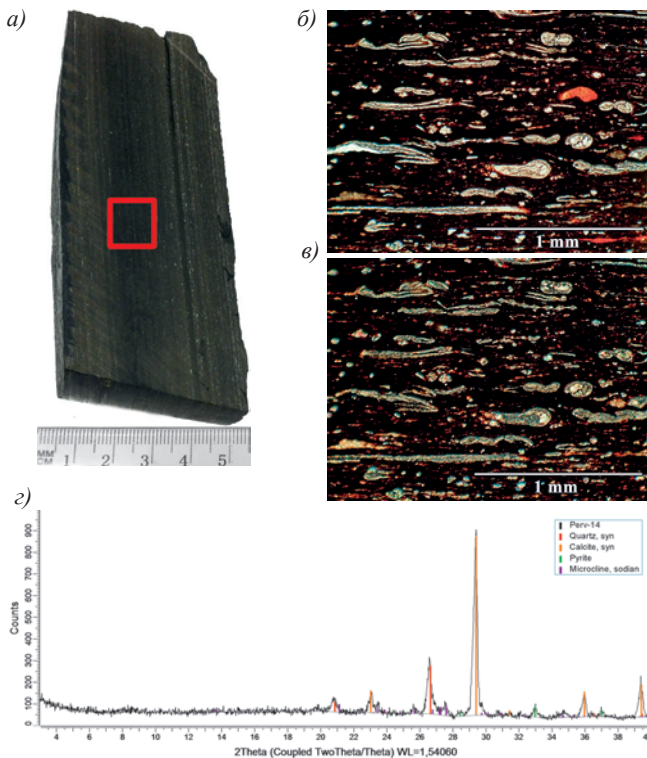 а)
б)
1 mm
в)
1 mm
MM
CM 1 2 3 4 5
г)
Counts
900
800
700
600
500
400
300
200
100
0
Perv-14
Quartz, syn
Calcite, syn
Pyrite
Microcline, sodian
4 6 8 10 12 14 16 18 20 22 24 26 28 30 32 34 36 38 40
2Theta (Coupled TwoTheta/Theta) WL=1,54060